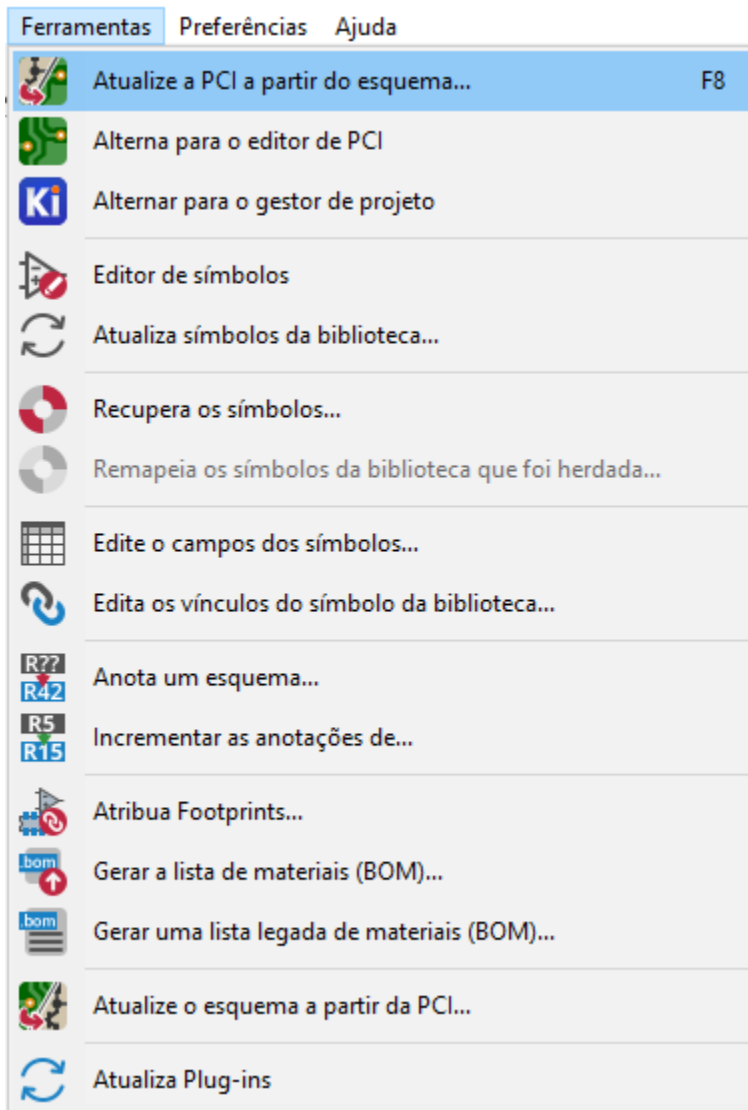 Ferramentas Preferências Ajuda
Atualize a PCI a partir do esquema... F8
Alterna para o editor de PCI
Ki Alternar para o gestor de projeto
Editor de símbolos
Atualiza símbolos da biblioteca...
Recupera os símbolos...
Remapeia os símbolos da biblioteca que foi herdada...
Edite o campos dos símbolos...
Edita os vínculos do símbolo da biblioteca...
R??
R42 Anota um esquema...
R5
R15 Incrementar as anotações de...
Atribua Footprints...
.bom Gerar a lista de materiais (BOM)...
.bom Gerar uma lista legada de materiais (BOM)...
Atualize o esquema a partir da PCI...
Atualiza Plug-ins